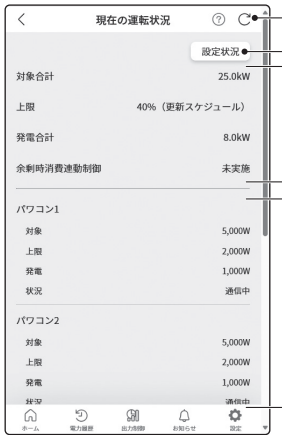 現在の運転状況
設定状況
対象合計 25.0kW
上限 40%（更新スケジュール）
発電合計 8.0kW
余剰時消費連動制御 未実施
パワコン1
対象 5,000W
上限 2,000W
発電 1,000W
状況 通信中
パワコン2
対象 5,000W
上限 2,000W
発電 1,000W
状況 通信中
ホーム 電力履歴 出力制御 お知らせ 設定